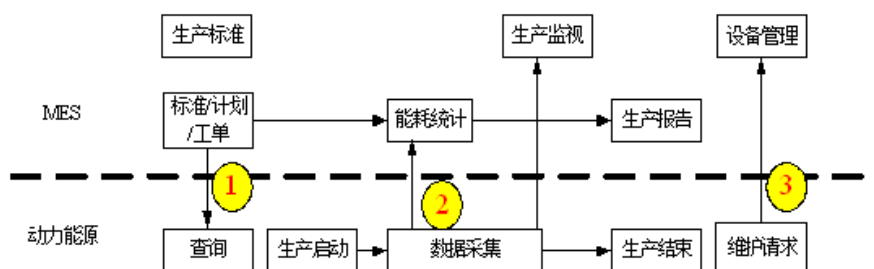 生产标准
生产监视
设备管理
MES
标准/计划
/工单
能耗统计
生产报告
1
2
3
动力能源
查询
生产启动
数据采集
生产结束
维护请求